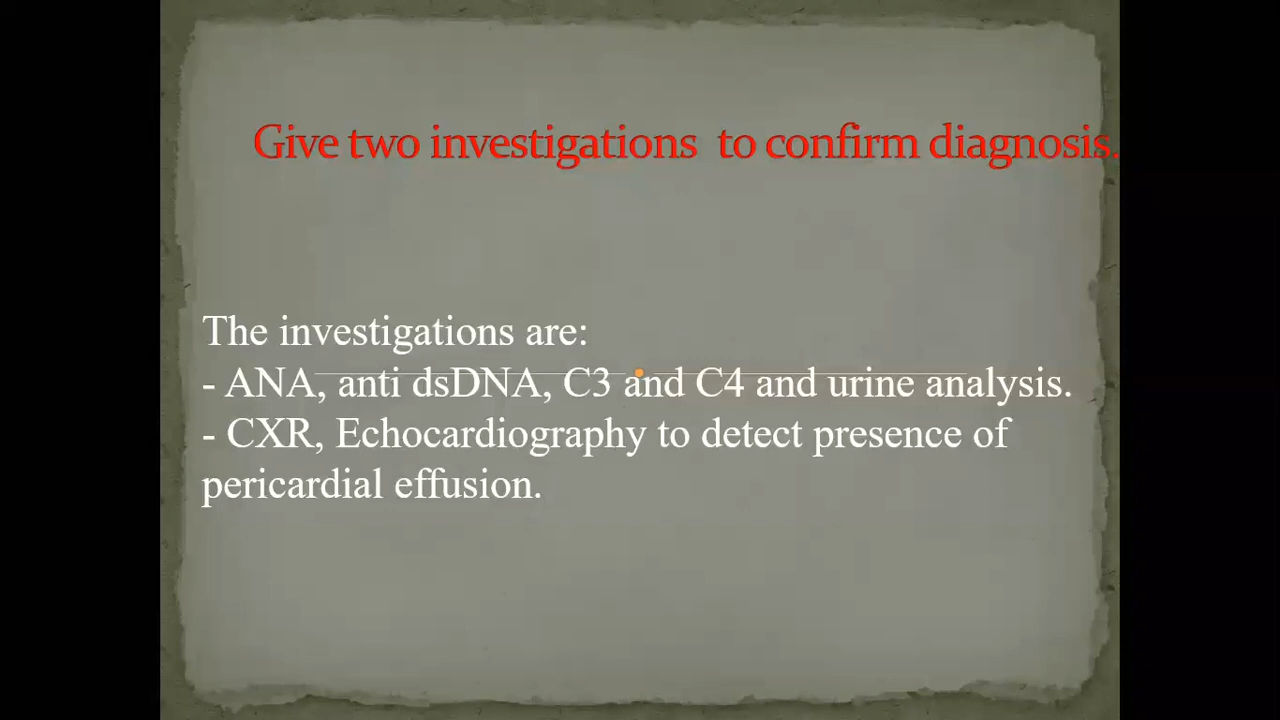 Give two investigations  to confirm diagnosis.
The investigations are:
- ANA, anti dsDNA, C3 and C4 and urine analysis.
- CXR, Echocardiography to detect presence of
pericardial effusion.